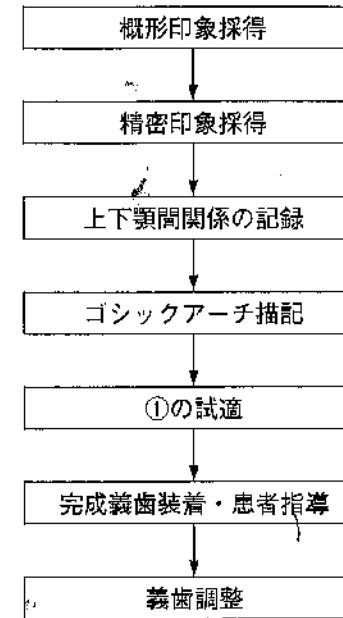 概形印象採得
精密印象採得
上下顎間関係の記録
ゴシックアーチ描記
①の試適
完成義歯装着・患者指導
義歯調整